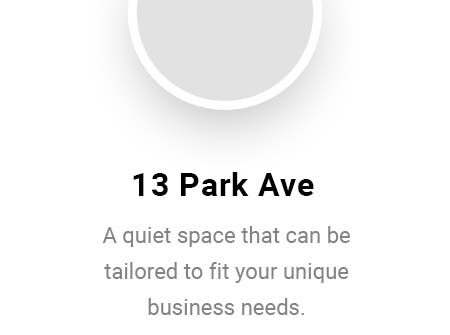 13 Park Ave
A quiet space that can be
tailored to fit your unique
business needs.